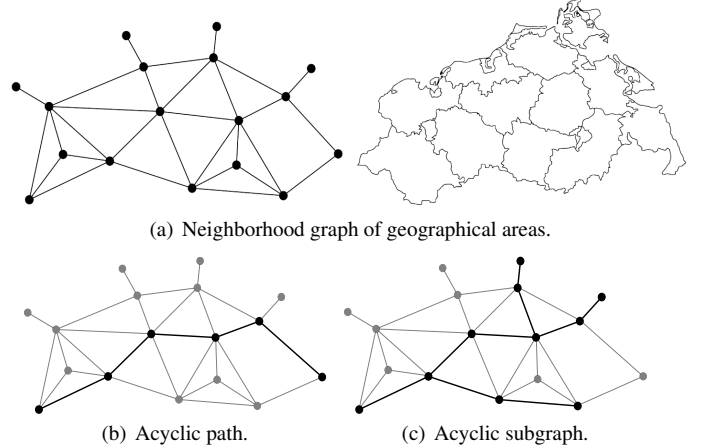 (a) Neighborhood graph of geographical areas.
(b) Acyclic path.
(c) Acyclic subgraph.